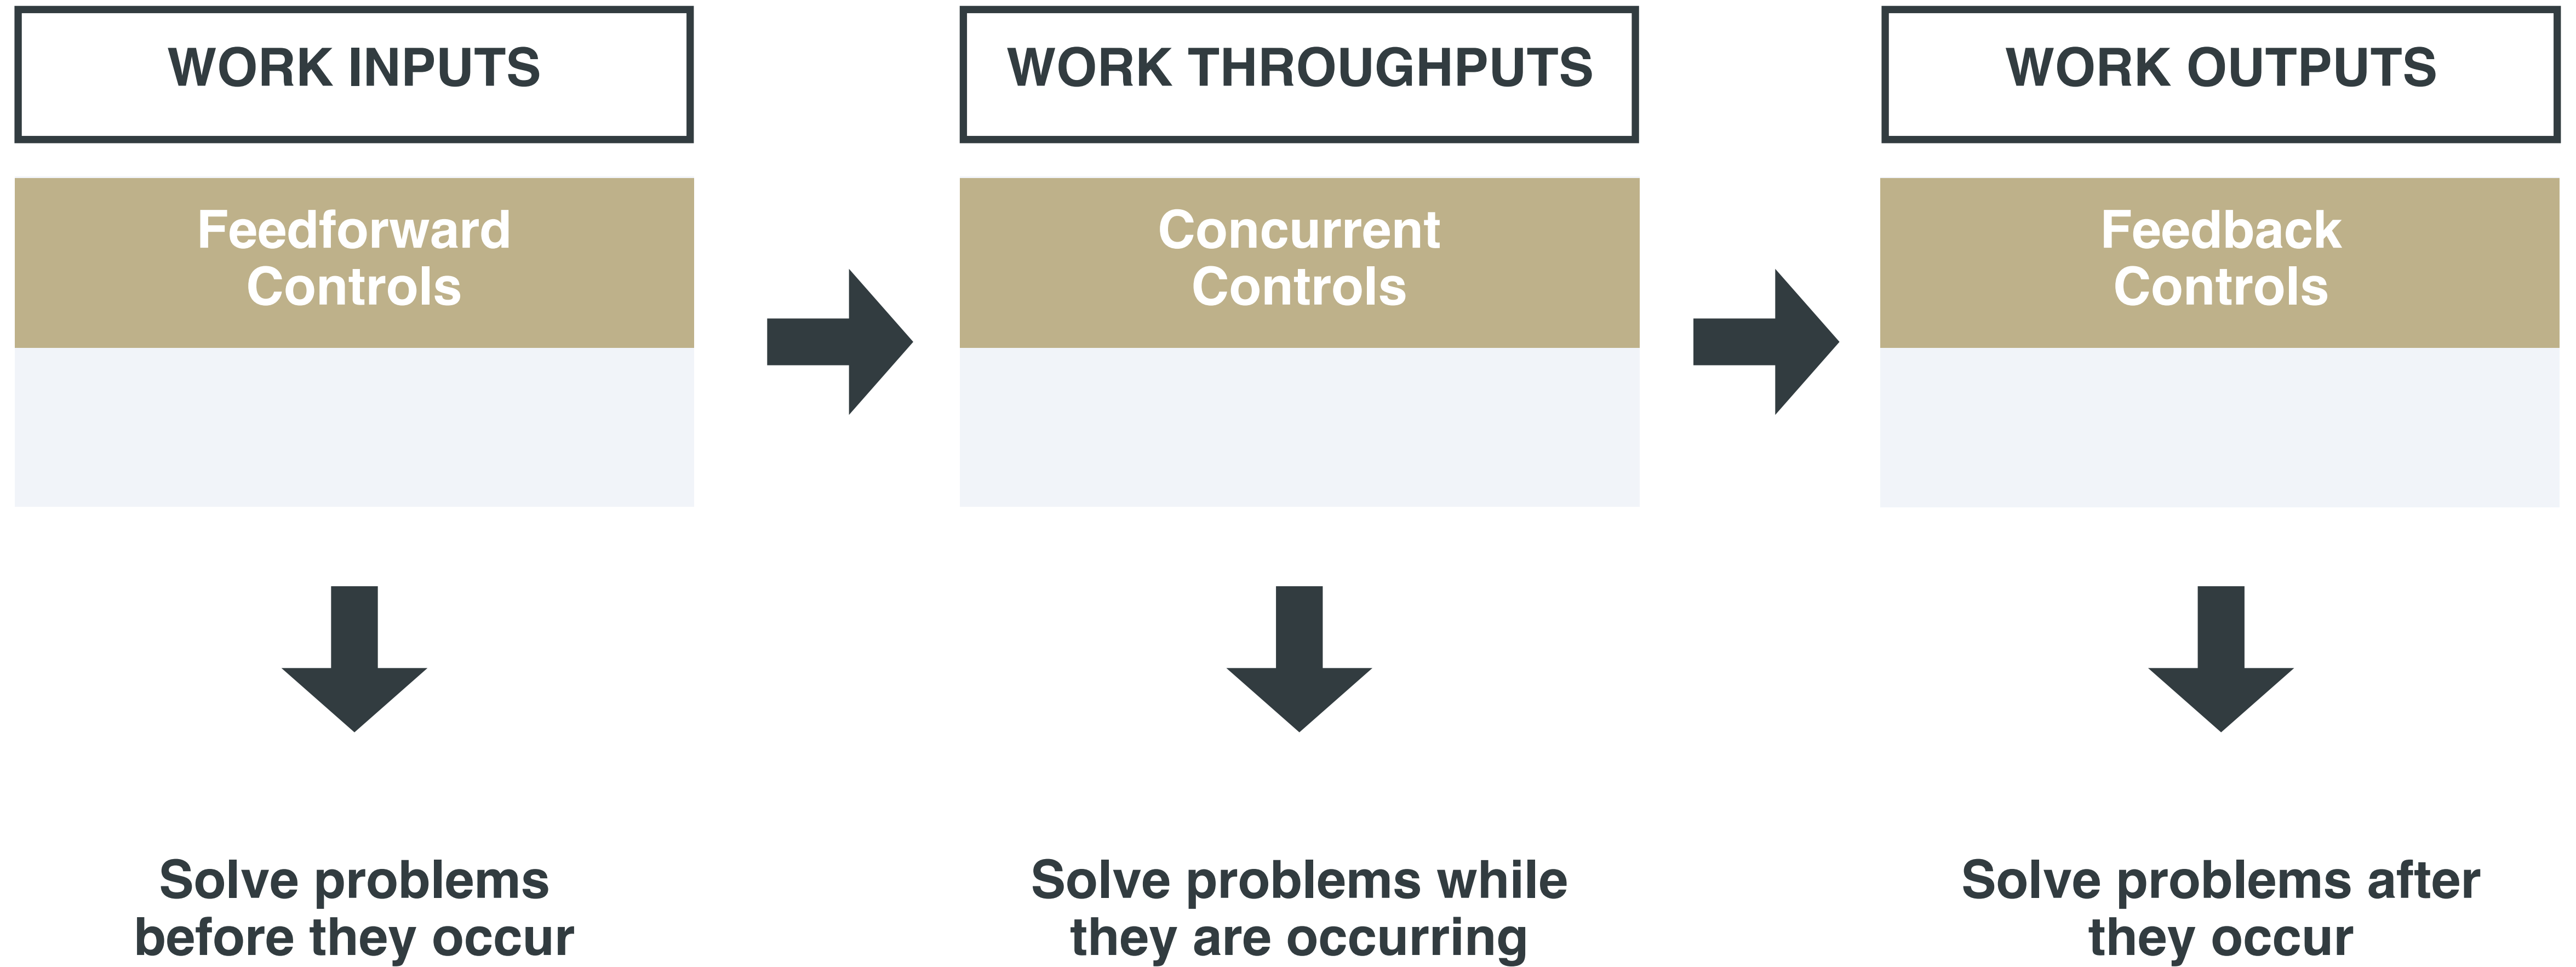 WORK INPUTS
WORK THROUGHPUTS
WORK OUTPUTS
Feedforward
Controls
Concurrent
Controls
Feedback
Controls
Solve problems
before they occur
Solve problems while
they are occurring
Solve problems after
they occur